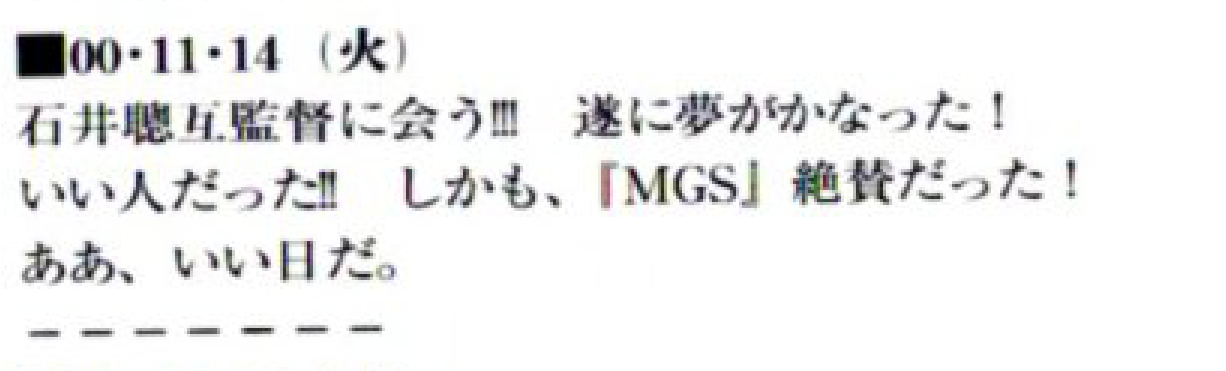 ■00・11・14（火）
石井聰亙監督に会う!!!　遂に夢がかなった！
いい人だった!!　しかも、『MGS』絶賛だった！
ああ、いい日だ。
－－－－－－－